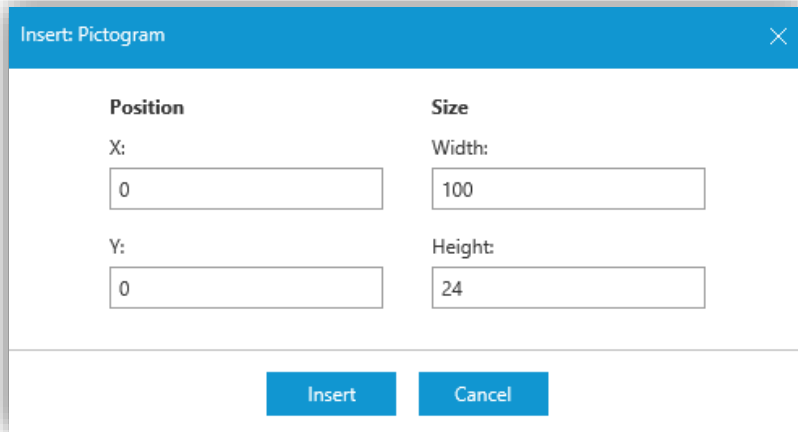 Insert: Pictogram
Position
Size
X:
Width:
0
100
Y:
Height:
0
24
Insert
Cancel